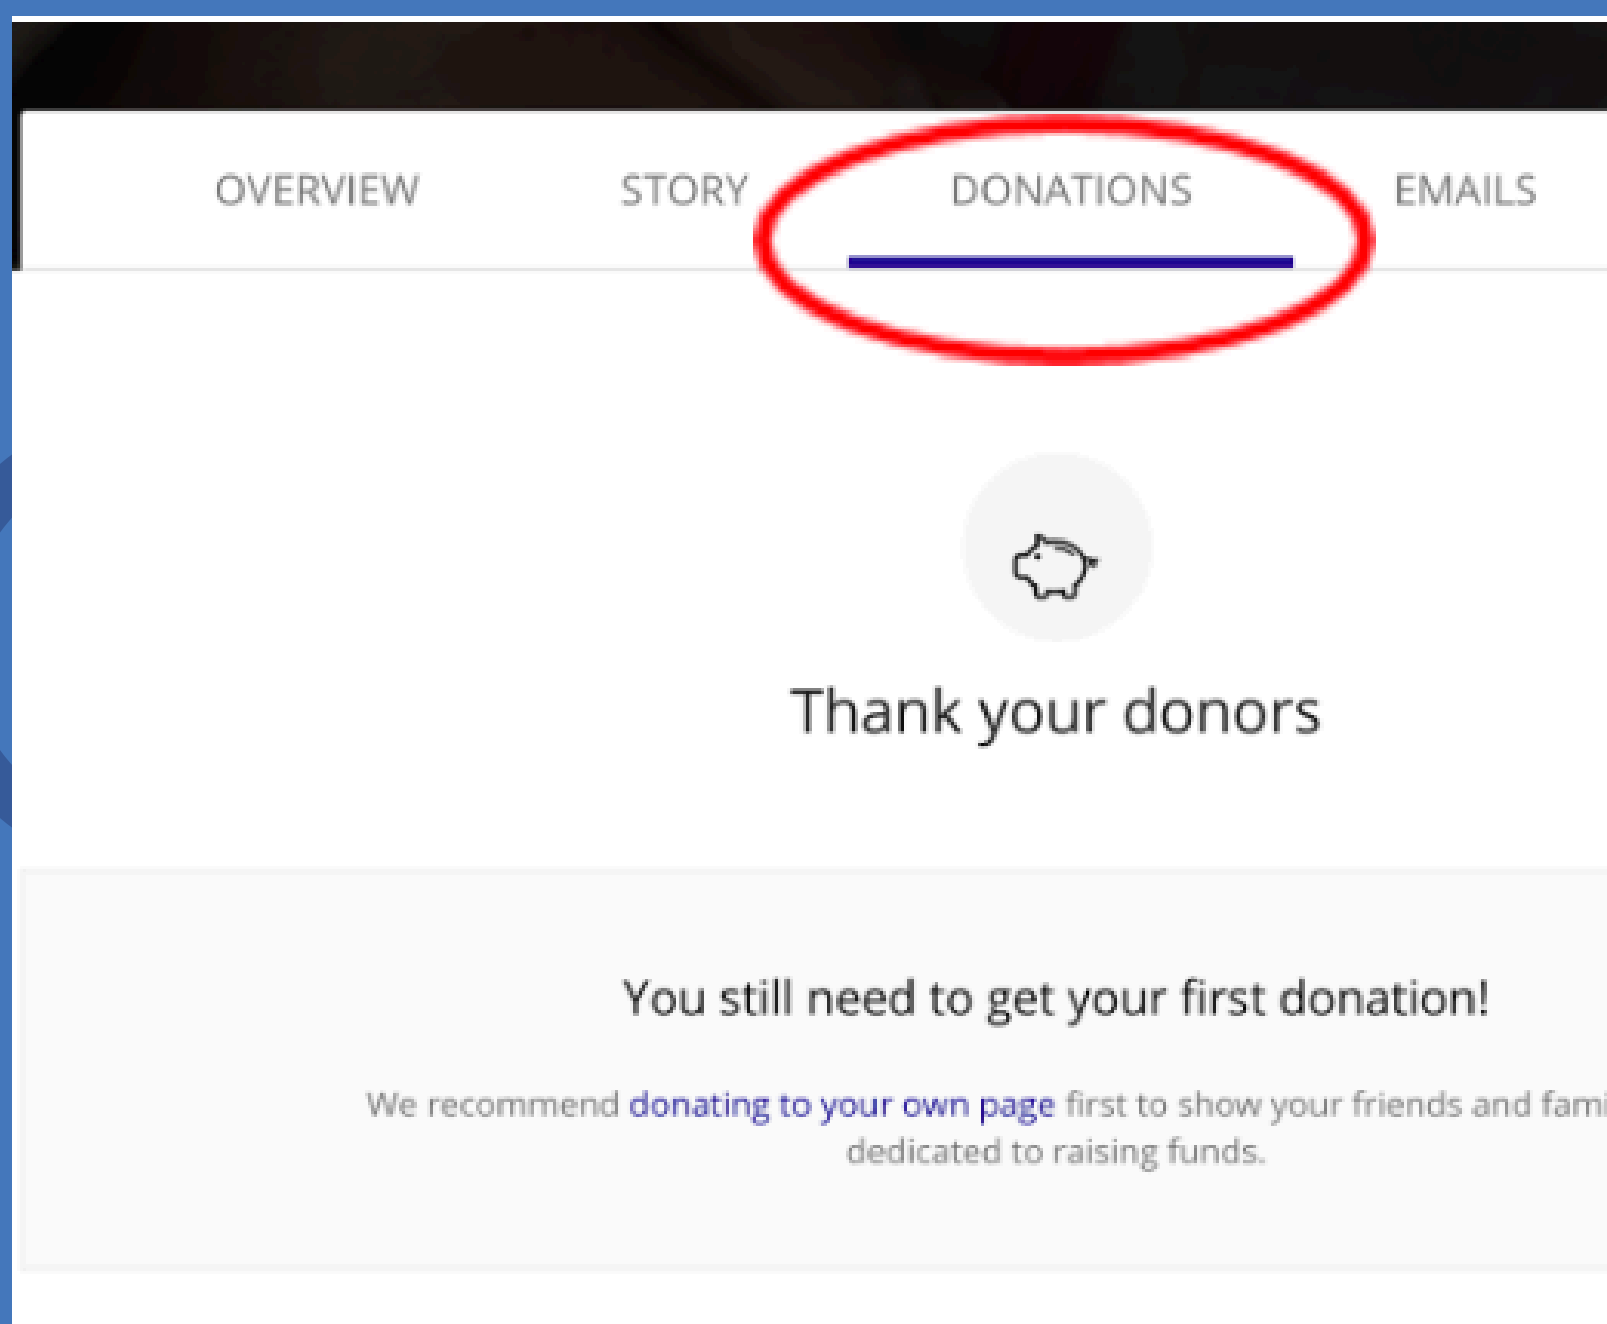 OVERVIEW STORY DONATIONS EMAILS
Thank your donors
You still need to get your first donation!
We recommend donating to your own page first to show your friends and fami
dedicated to raising funds.